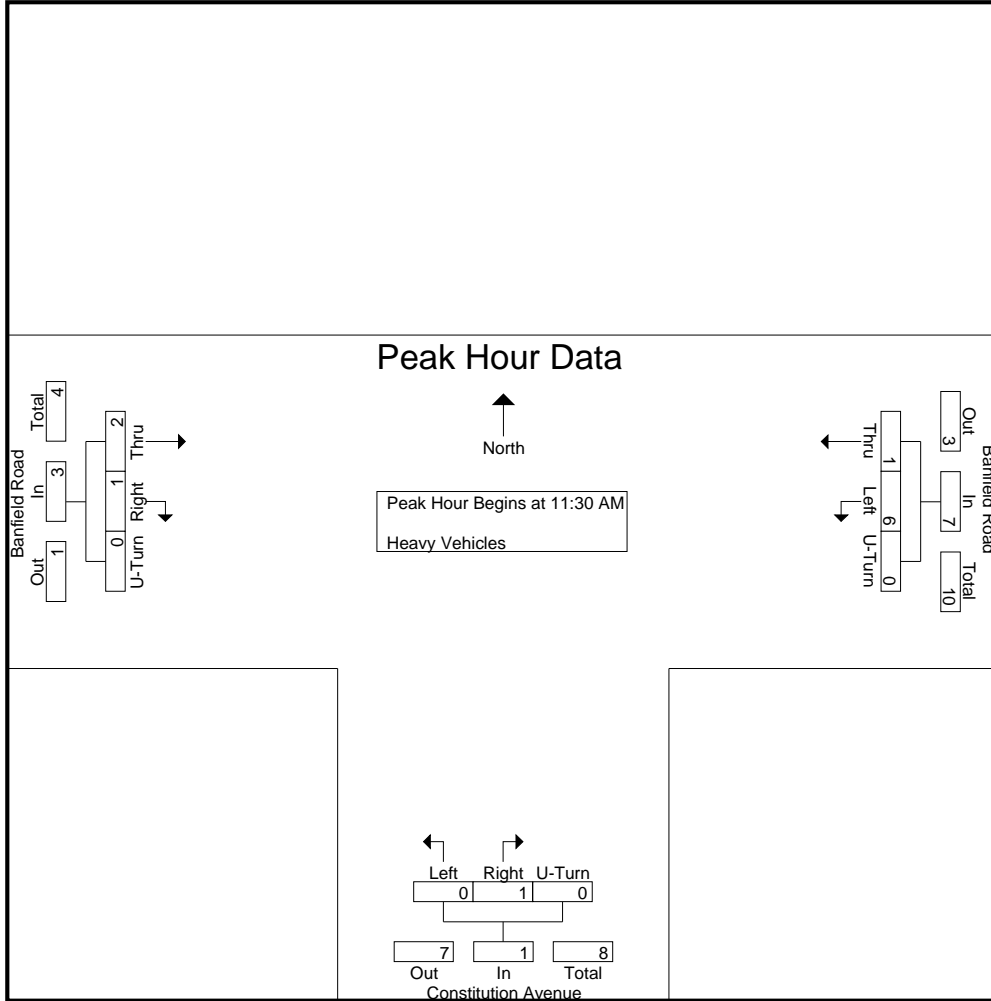 Peak Hour Data
North
Peak Hour Begins at 11:30 AM
Heavy Vehicles
Banfield Road
Total
4
In
3
Out
1
2
Thru
1
Right
0
U-Turn
Thru
1
Left
6
U-Turn
0
Out
3
In
7
Total
10
Banfield Road
Left Right U-Turn
0 1 0
7 1 8
Out In Total
Constitution Avenue